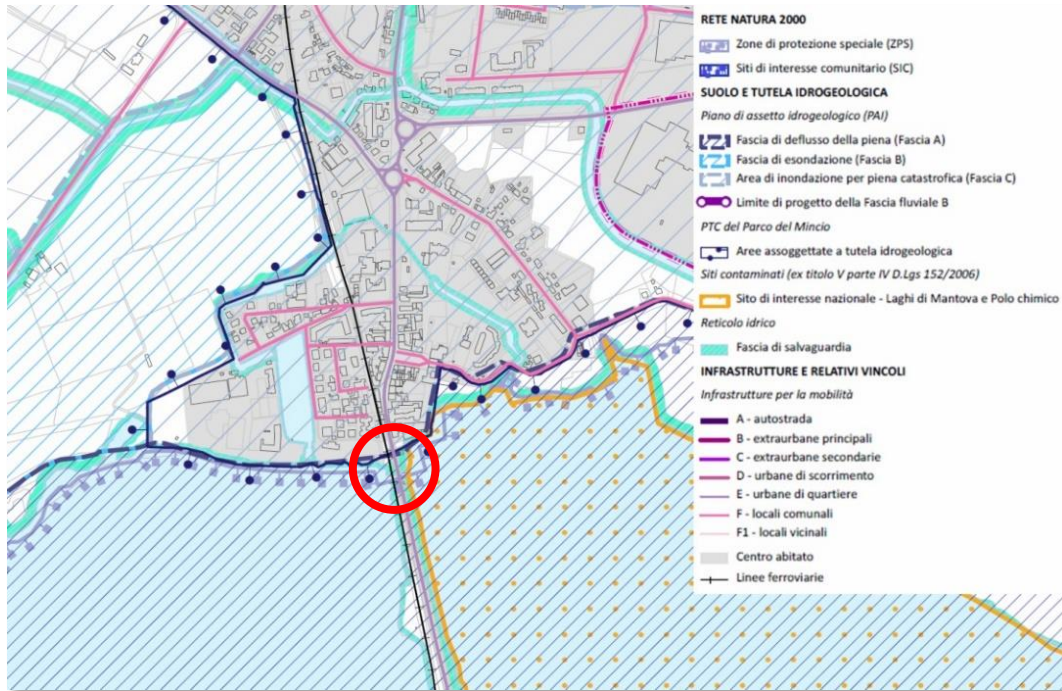 RETE NATURA 2000
Zone di protezione speciale (ZPS)
Siti di interesse comunitario (SIC)
SUOLO E TUTELA IDROGEOLOGICA
Piano di assetto idrogeologico (PAI)
Fascia di deflusso della piena (Fascia A)
Fascia di esondazione (Fascia B)
Area di inondazione per piena catastrofica (Fascia C)
Limite di progetto della Fascia fluviale B
PTC del Parco del Mincio
Aree assoggettate a tutela idrogeologica
Siti contaminati (ex titolo V parte IV D.Lgs 152/2006)
Sito di interesse nazionale - Laghi di Mantova e Polo chimico
Reticolo idrico
Fascia di salvaguardia
INFRASTRUTTURE E RELATIVI VINCOLI
Infrastrutture per la mobilità
A - autostrada
B - extraurbane principali
C - extraurbane secondarie
D - urbane di scorrimento
E - urbane di quartiere
F - locali comunali
F1 - locali vicinali
Centro abitato
Linee ferroviarie